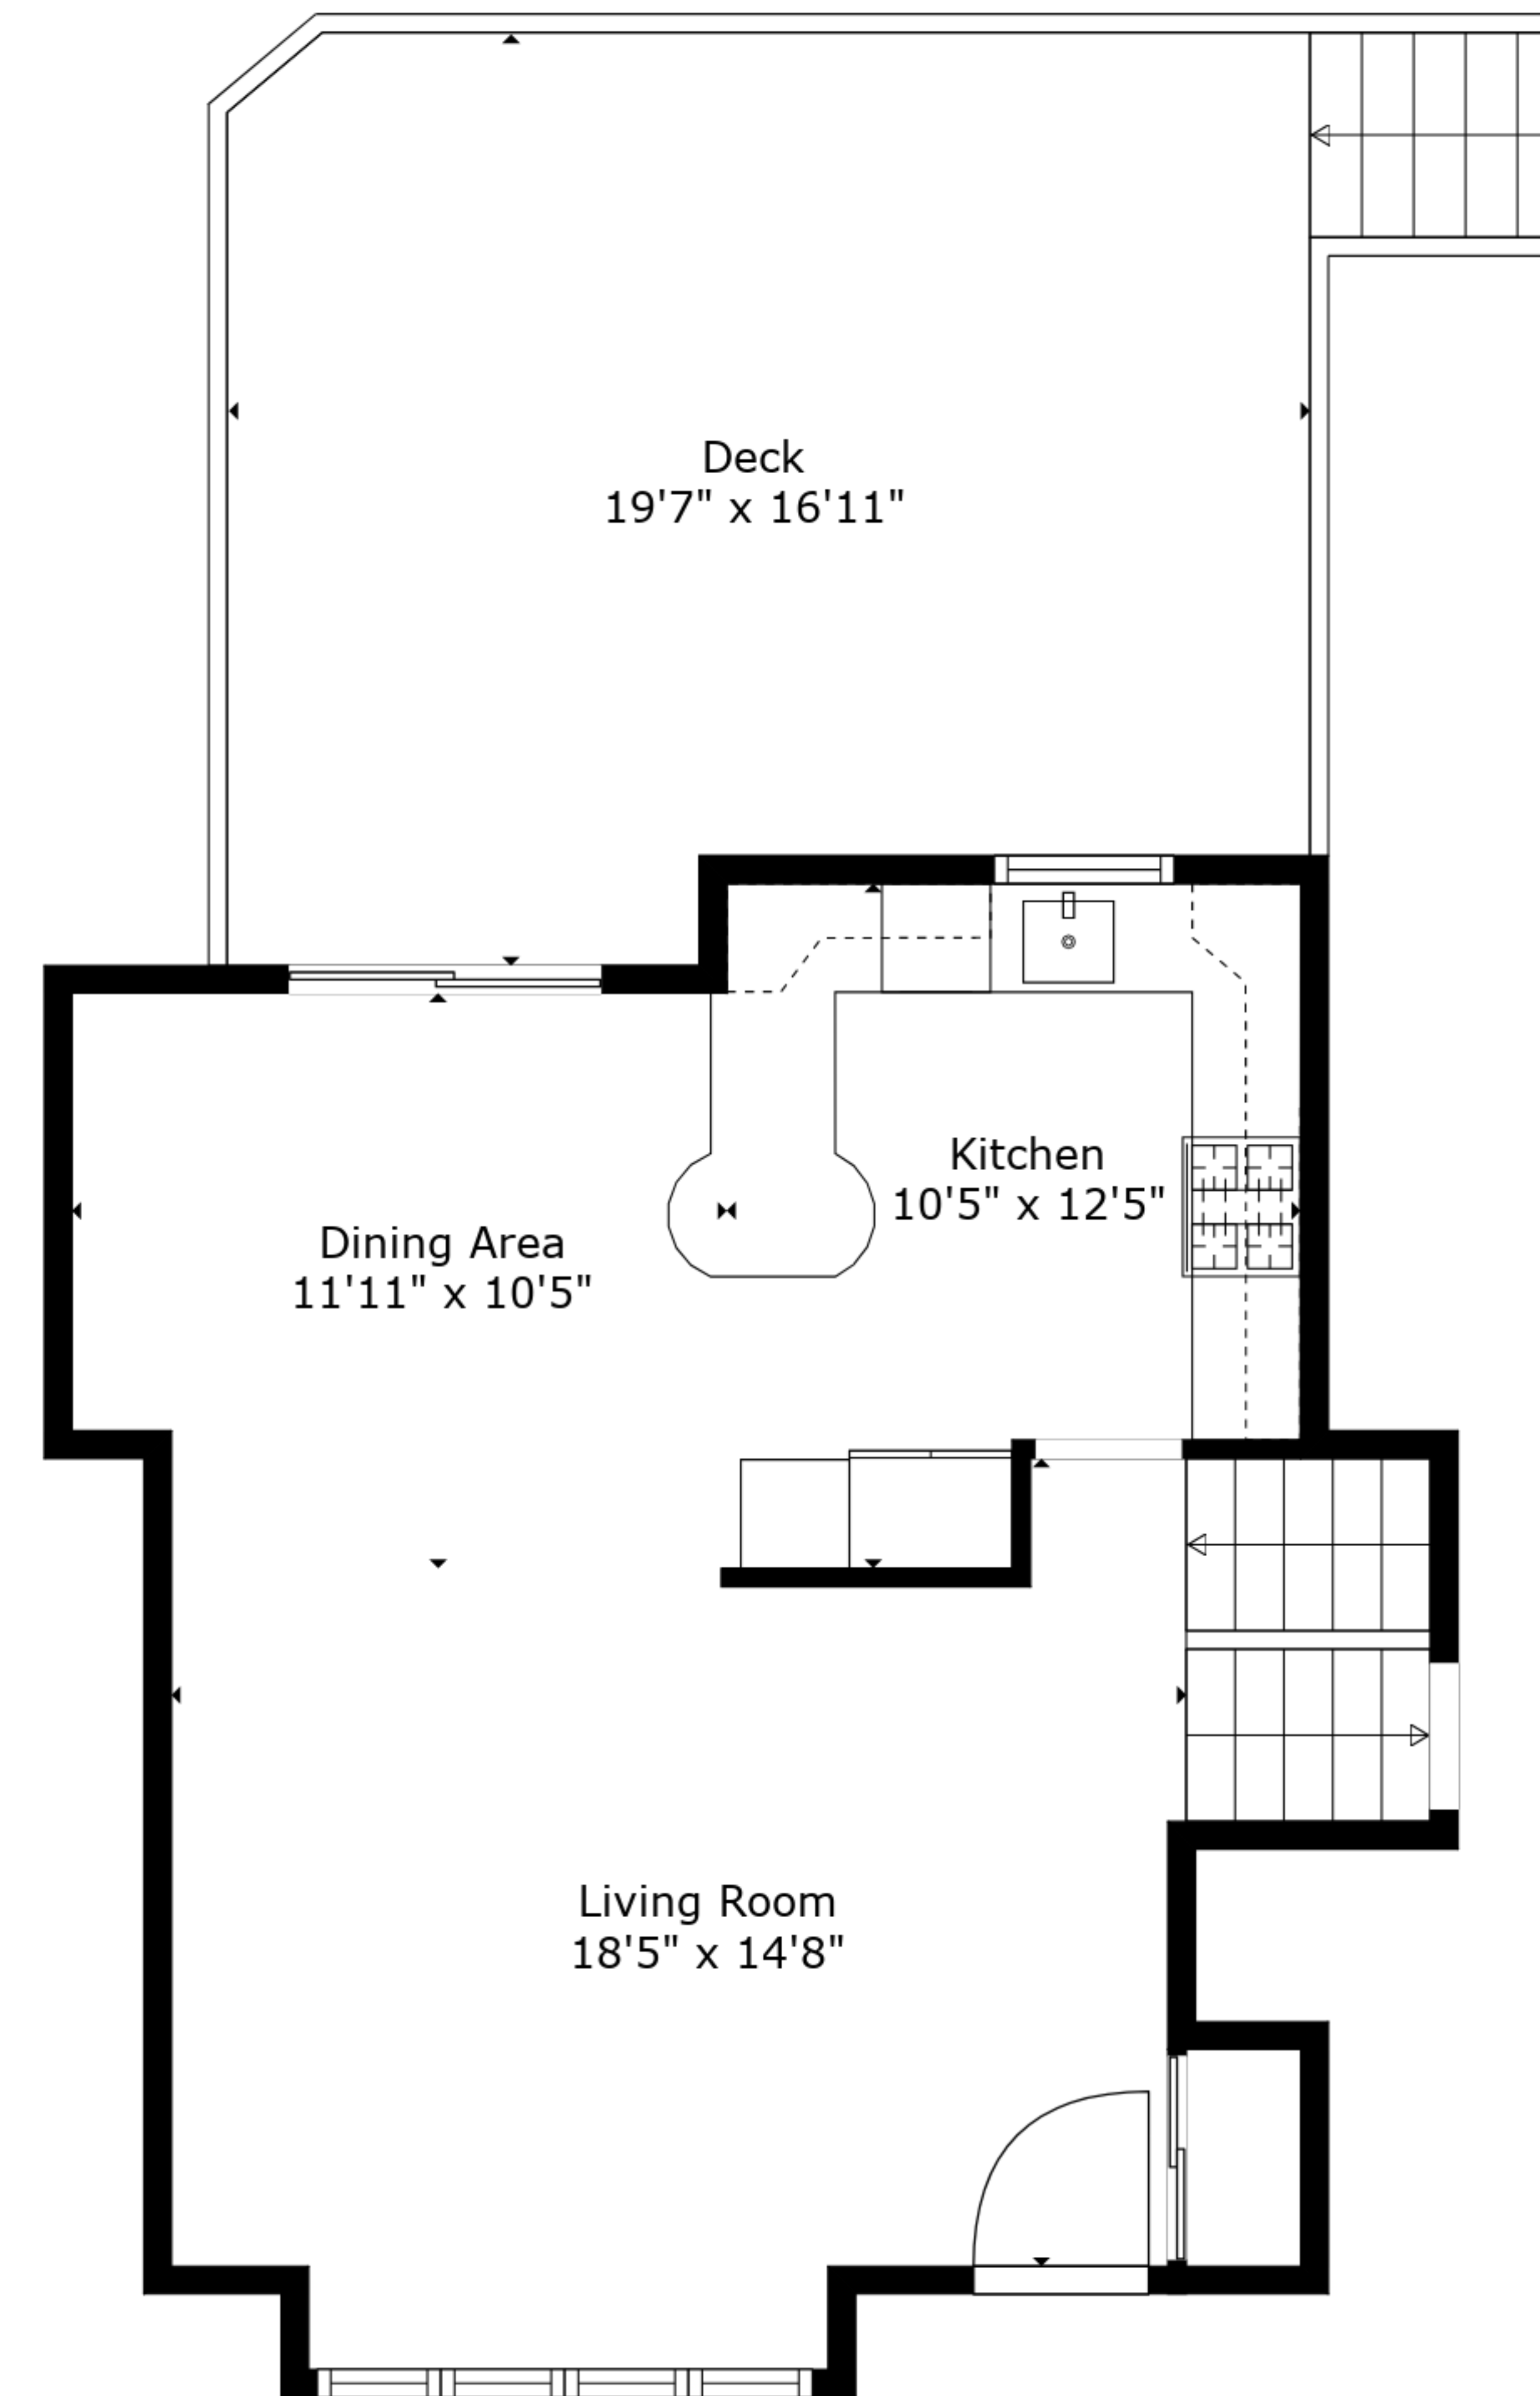 Deck
19'7" x 16'11"
Kitchen
10'5" x 12'5"
Dining Area
11'11" x 10'5"
Living Room
18'5" x 14'8"